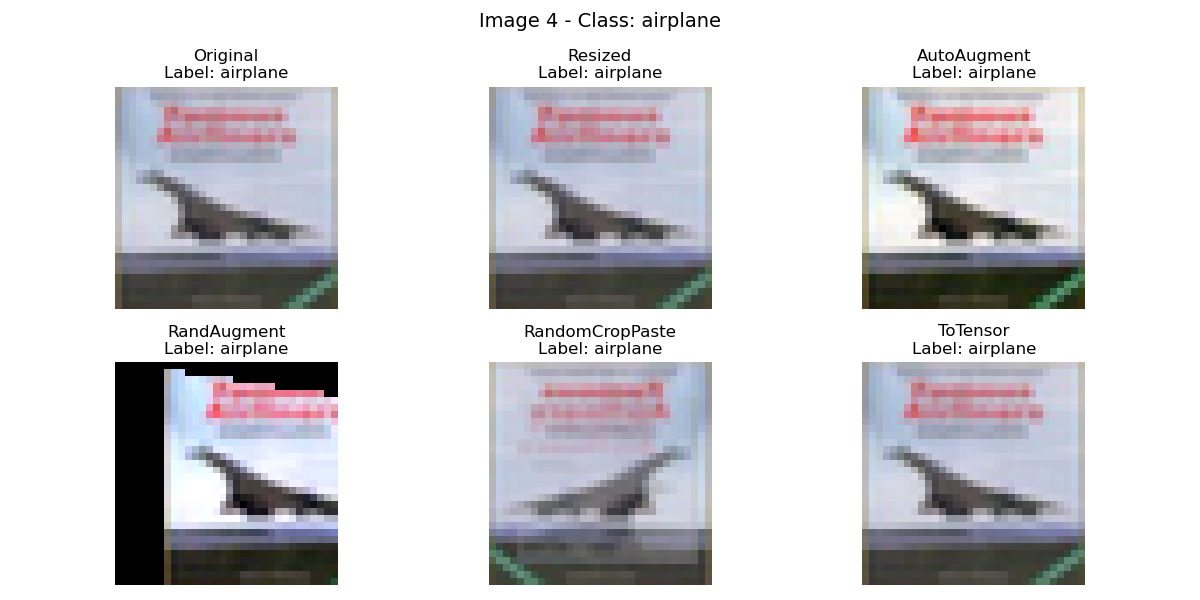 Image 4 - Class: airplane
Original
Label: airplane
Resized
Label: airplane
AutoAugment
Label: airplane
RandAugment
Label: airplane
RandomCropPaste
Label: airplane
ToTensor
Label: airplane